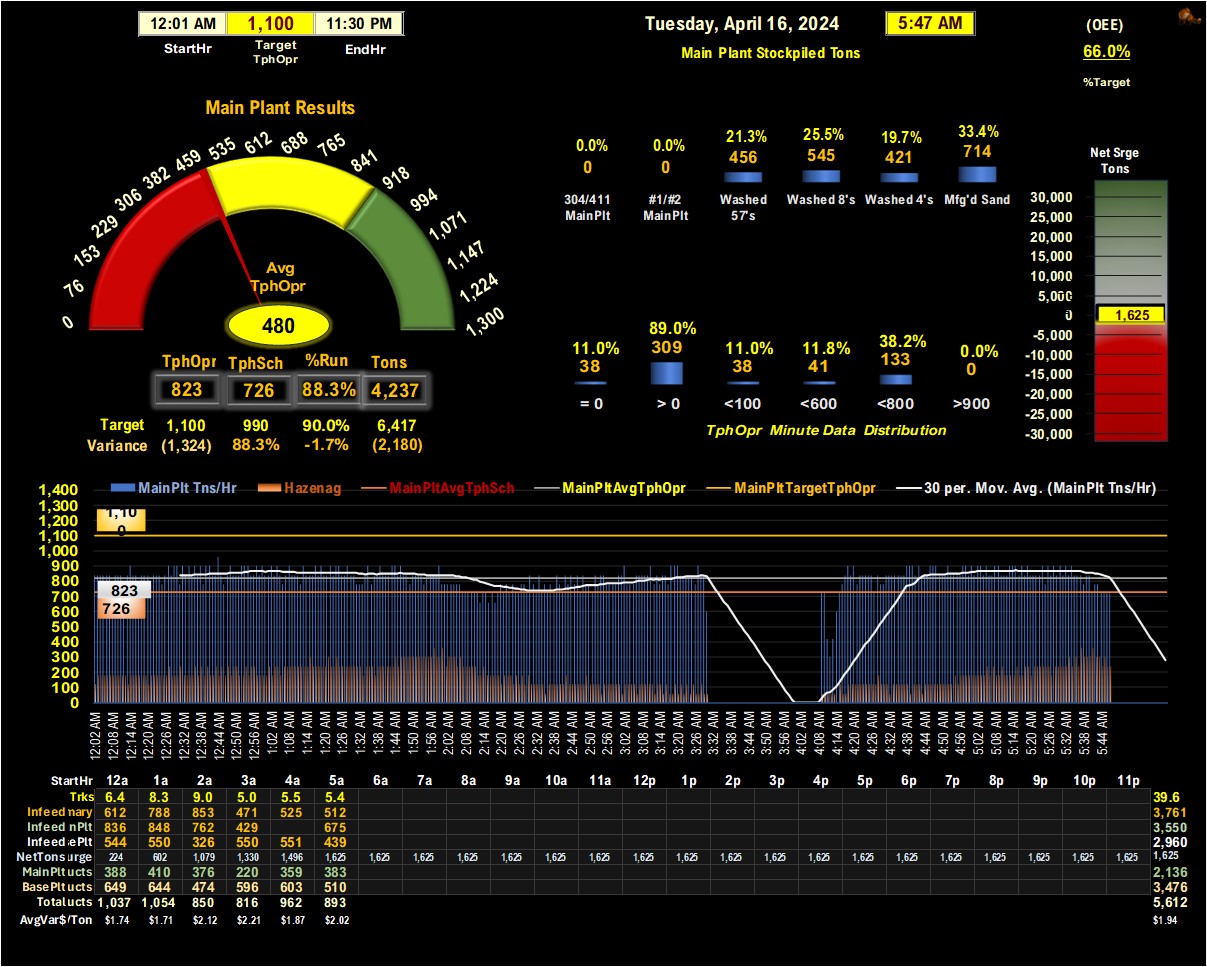 12:01 AM 1,100 11:30 PM
StartHr Target TphOpr EndHr
Tuesday, April 16, 2024 5:47 AM
Main Plant Stockpiled Tons
(OEE)
66.0%
%Target
Main Plant Results
0 76 153 229 306 382 459 535 612 688 765 841 918 994 1,071 1,147 1,224 1,300
Avg
TphOpr
480
TphOpr TphSch %Run Tons
823 726 88.3% 4,237
Target 1,100 990 90.0% 6,417
Variance (1,324) 88.3% -1.7% (2,180)
0.0% 0.0% 21.3% 25.5% 19.7% 33.4%
0 0 456 545 421 714
304/411 MainPlt #1/#2 MainPlt Washed 57's Washed 8's Washed 4's Mfg'd Sand
11.0% 89.0% 11.0% 11.8% 38.2% 0.0%
38 309 38 41 133 0
= 0 > 0 <100 <600 <800 >900
TphOpr Minute Data Distribution
Net Srge
Tons
30,000
25,000
20,000
15,000
10,000
5,000
0
1,625
-5,000
-10,000
-15,000
-20,000
-25,000
-30,000
MainPlt Tns/Hr Hazenag MainPltAvgTphSch MainPltAvgTphOpr MainPltTargetTphOpr 30 per. Mov. Avg. (MainPlt Tns/Hr)
1,400
1,300
1,200
1,100
1,000
900
800
700
600
500
400
300
200
100
0
1,10
0
823
726
12:02 AM 12:08 AM 12:14 AM 12:20 AM 12:26 AM 12:32 AM 12:38 AM 12:44 AM 12:50 AM 12:56 AM 1:02 AM 1:08 AM 1:14 AM 1:20 AM 1:26 AM 1:32 AM 1:38 AM 1:44 AM 1:50 AM 1:56 AM 2:02 AM 2:08 AM 2:14 AM 2:20 AM 2:26 AM 2:32 AM 2:38 AM 2:44 AM 2:50 AM 2:56 AM 3:02 AM 3:08 AM 3:14 AM 3:20 AM 3:26 AM 3:32 AM 3:38 AM 3:44 AM 3:50 AM 3:56 AM 4:02 AM 4:08 AM 4:14 AM 4:20 AM 4:26 AM 4:32 AM 4:38 AM 4:44 AM 4:50 AM 4:56 AM 5:02 AM 5:08 AM 5:14 AM 5:20 AM 5:26 AM 5:32 AM 5:38 AM 5:44 AM
StartHr 12a 1a 2a 3a 4a 5a 6a 7a 8a 9a 10a 11a 12p 1p 2p 3p 4p 5p 6p 7p 8p 9p 10p 11p
Trks 6.4 8.3 9.0 5.0 5.5 5.4 39.6
Infeed mary 612 788 853 471 525 512 3,761
Infeed nPlt 836 848 762 429 675 3,550
Infeed ePlt 544 550 326 550 551 439 2,960
NetTons urge 224 602 1,079 1,330 1,496 1,625 1,625 1,625 1,625 1,625 1,625 1,625 1,625 1,625 1,625 1,625 1,625 1,625 1,625 1,625 1,625 1,625 1,625 1,625 1,625
MainPlt ucts 388 410 376 220 359 383 2,136
BasePlt ucts 649 644 474 596 603 510 3,476
Total ucts 1,037 1,054 850 816 962 893 5,612
AvgVar$/Ton $1.74 $1.71 $2.12 $2.21 $1.87 $2.02 $1.94